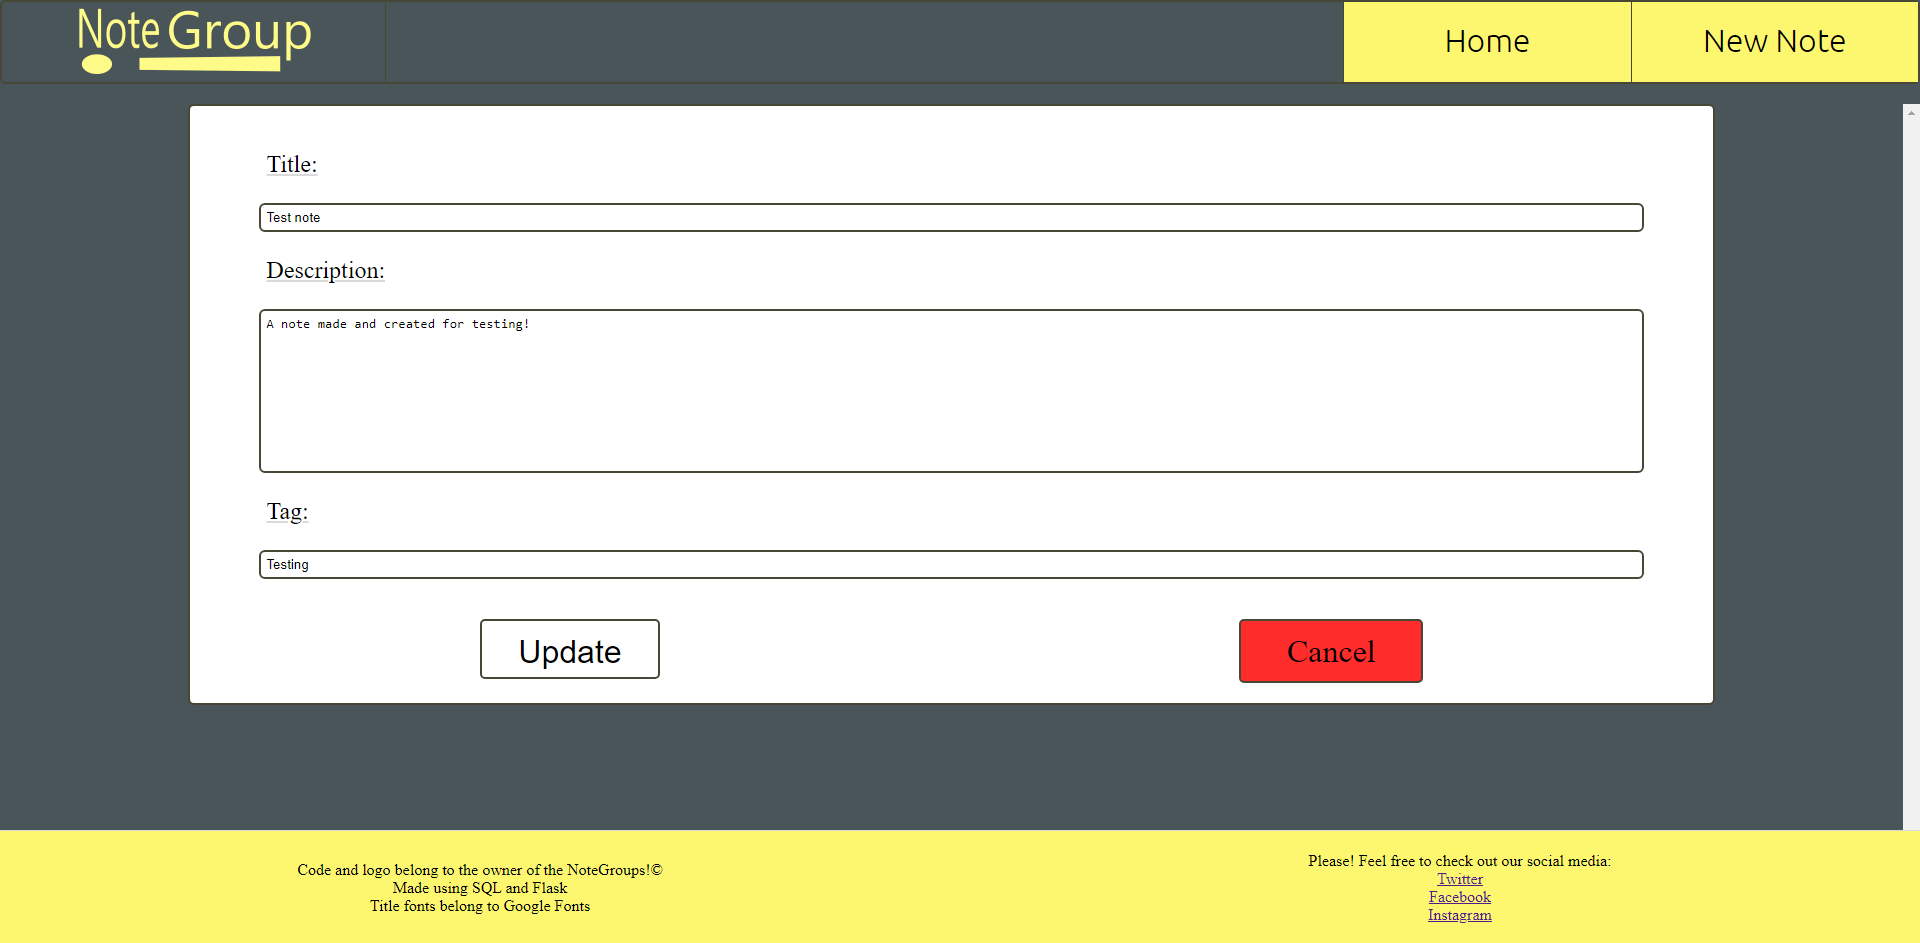 Note Group
Home
New Note
Title:
Test note
Description:
A note made and created for testing!
Tag:
Testing
Update
Cancel
Code and logo belong to the owner of the NoteGroups!©
Made using SQL and Flask
Title fonts belong to Google Fonts
Please! Feel free to check out our social media:
Twitter
Facebook
Instagram